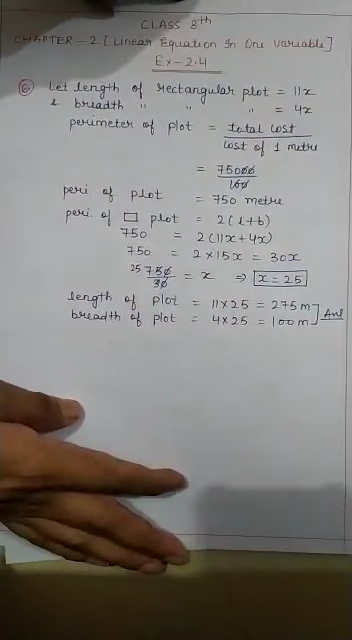 CLASS 8th
CHAPTER-2 [Linear Equation In One Variable]
Ex-2.4
6. Let length of rectangular plot = 11x
& breadth " " " = 4x
perimeter of plot = total cost / cost of 1 metre
= 75000 / 100
peri of plot = 750 metre
peri. of □ plot = 2(l+b)
750 = 2(11x+4x)
750 = 2×15x = 30x
25 750/30 = x ⇒ x=25
length of plot = 11×25 = 275m
breadth of plot = 4×25 = 100m] Ans